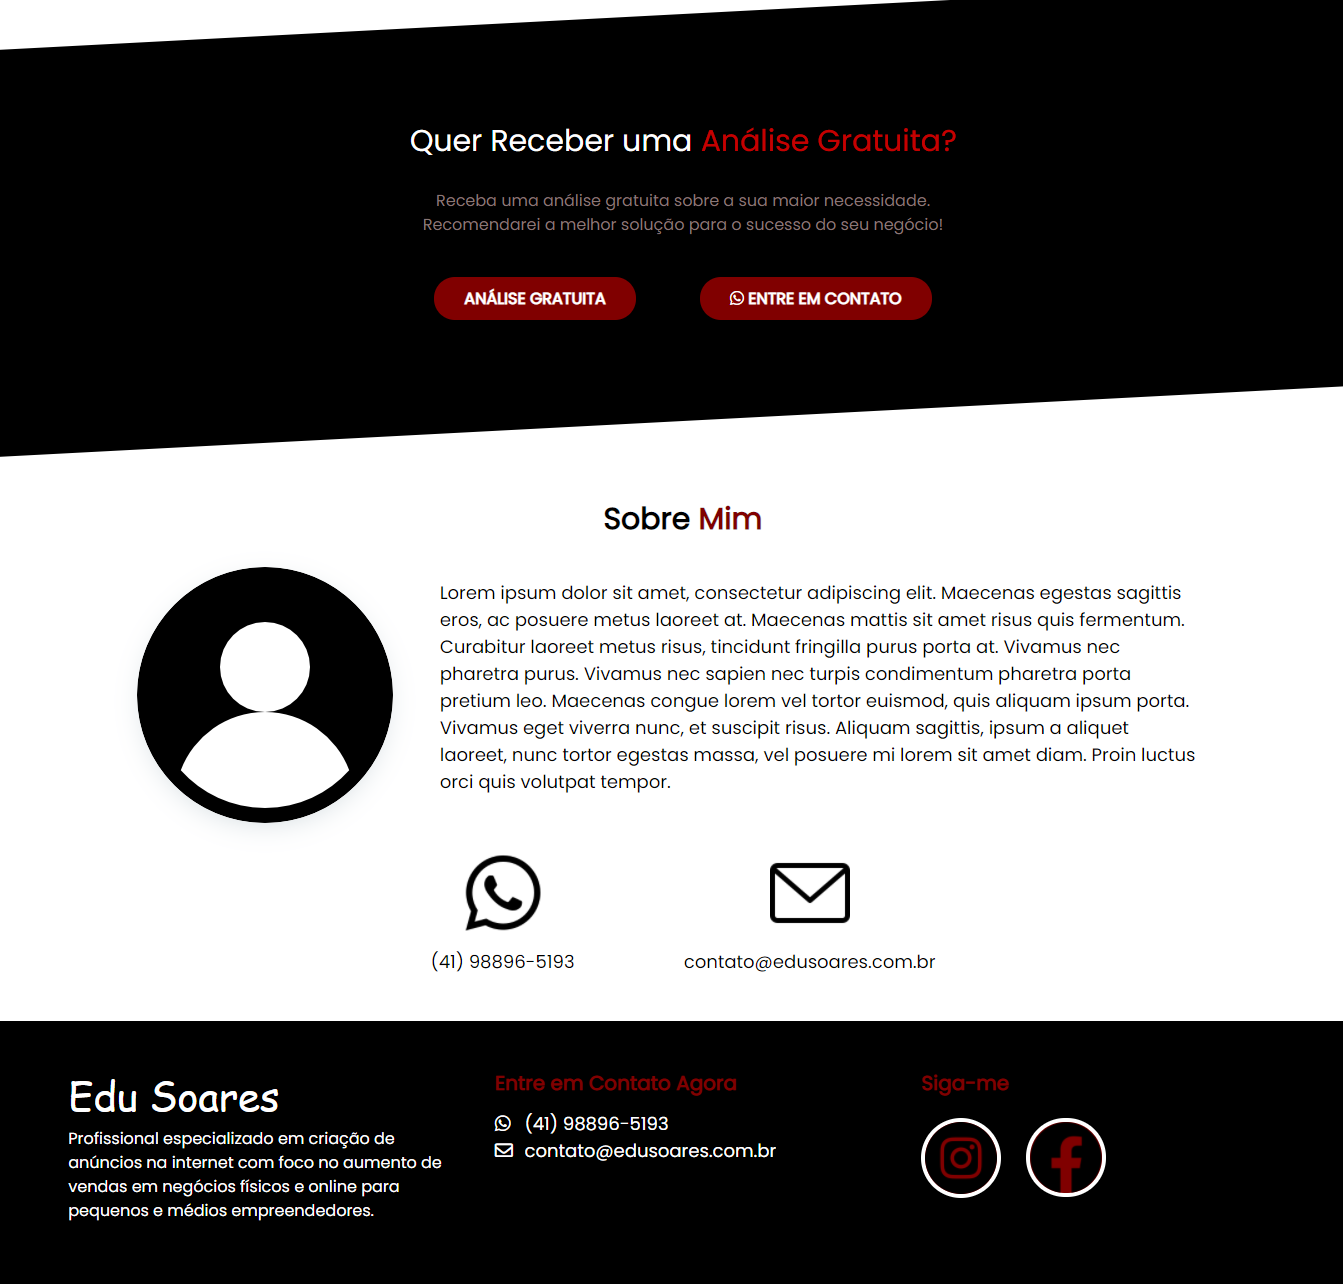 Quer Receber uma Análise Gratuita?
Receba uma análise gratuita sobre a sua maior necessidade.
Recomendarei a melhor solução para o sucesso do seu negócio!
ANÁLISE GRATUITA
ENTRE EM CONTATO
Sobre Mim
Lorem ipsum dolor sit amet, consectetur adipiscing elit. Maecenas egestas sagittis
eros, ac posuere metus laoreet at. Maecenas mattis sit amet risus quis fermentum.
Curabitur laoreet metus risus, tincidunt fringilla purus porta at. Vivamus nec
pharetra purus. Vivamus nec sapien nec turpis condimentum pharetra porta
pretium leo. Maecenas congue lorem vel tortor euismod, quis aliquam ipsum porta.
Vivamus eget viverra nunc, et suscipit risus. Aliquam sagittis, ipsum a aliquet
laoreet, nunc tortor egestas massa, vel posuere mi lorem sit amet diam. Proin luctus
orci quis volutpat tempor.
(41) 98896-5193
contato@edusoares.com.br
Edu Soares
Profissional especializado em criação de
anúncios na internet com foco no aumento de
vendas em negócios físicos e online para
pequenos e médios empreendedores.
Entre em Contato Agora
(41) 98896-5193
contato@edusoares.com.br
Siga-me